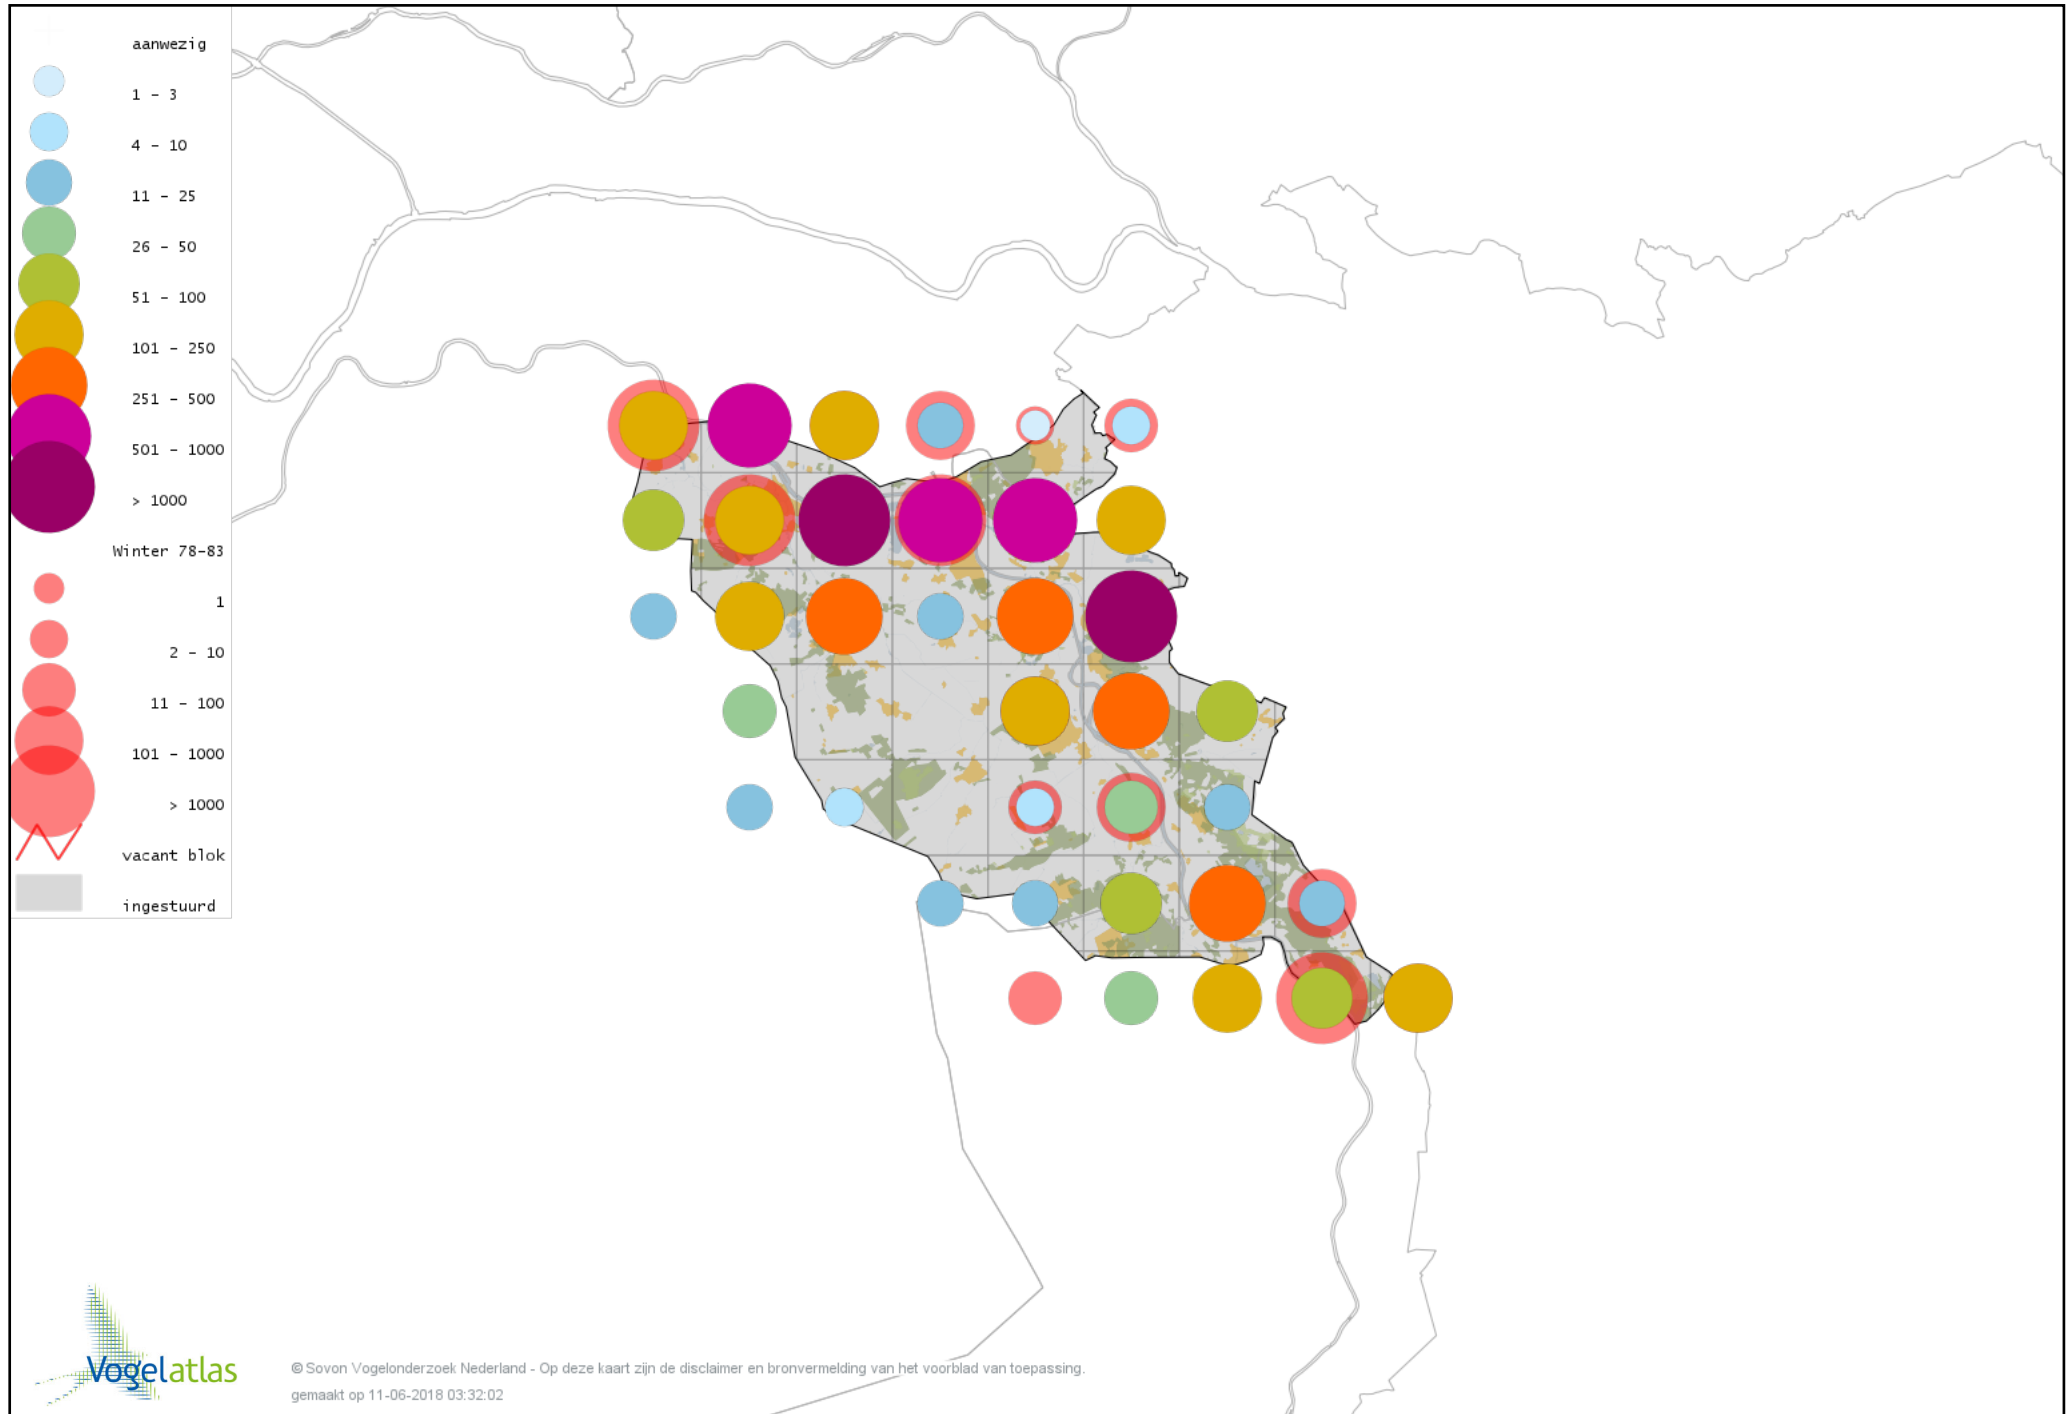 aanwezig
1 - 3
4 - 10
11 - 25
26 - 50
51 - 100
101 - 250
251 - 500
501 - 1000
> 1000
Winter 78-83
1
2 - 10
11 - 100
101 - 1000
> 1000
vacant blok
ingestuurd
Vogelatlas
© Sovon Vogelonderzoek Nederland - Op deze kaart zijn de disclaimer en bronvermelding van het voorblad van toepassing.
gemaakt op 11-06-2018 03:32:02